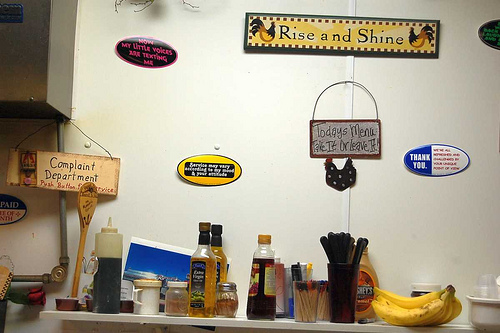 Rise and Shine
NOW
MY LITTLE VOICES
ARE TEXTING
ME
Todays Menu
Take It Or Leave It!
Service may vary
according to my mood
& your attitude
THANK
YOU.
WE'RE ALL
REFRESHED AND
CHALLENGED BY
YOUR UNIQUE
POINT OF VIEW
Complaint
Department
Push Button for Service
PAID
Extra
Virgin